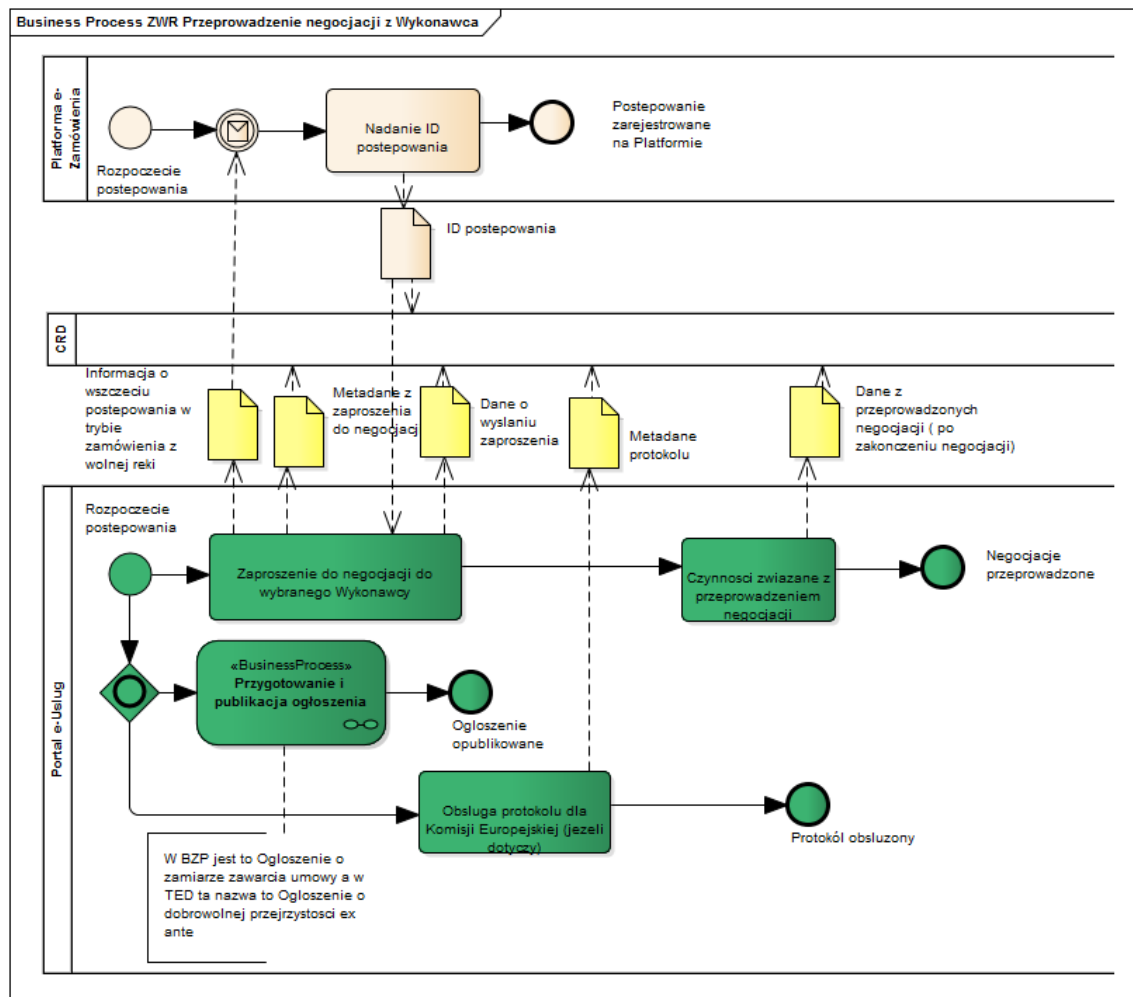 Business Process ZWR Przeprowadzenie negocjacji z Wykonawca
Platforma e-
Zamówienia
Rozpoczecie
postepowania
Nadanie ID
postepowania
Postepowanie
zarejestrowane
na Platformie
ID postepowania
CRD
Informacja o
wszczeciu
postepowania w
trybie
zamówienia z
wolnej reki
Metadane z
zaproszenia
do negocjacj
Dane o
wyslaniu
zaproszenia
Metadane
protokolu
Dane z
przeprowadzonych
negocjacji ( po
zakonczeniu negocjacji)
Portal e-Uslug
Rozpoczecie
postepowania
Zaproszenie do negocjacji do
wybranego Wykonawcy
Czynnosci zwiazane z
przeprowadzeniem
negocjacji
Negocjacje
przeprowadzone
«BusinessProcess»
Przygotowanie i
publikacja ogłoszenia
Ogloszenie
opublikowane
Obsluga protokolu dla
Komisji Europejskiej (jezeli
dotyczy)
Protokól obsluzony
W BZP jest to Ogloszenie o
zamiarze zawarcia umowy a w
TED ta nazwa to Ogloszenie o
dobrowolnej przejrzystosci ex
ante